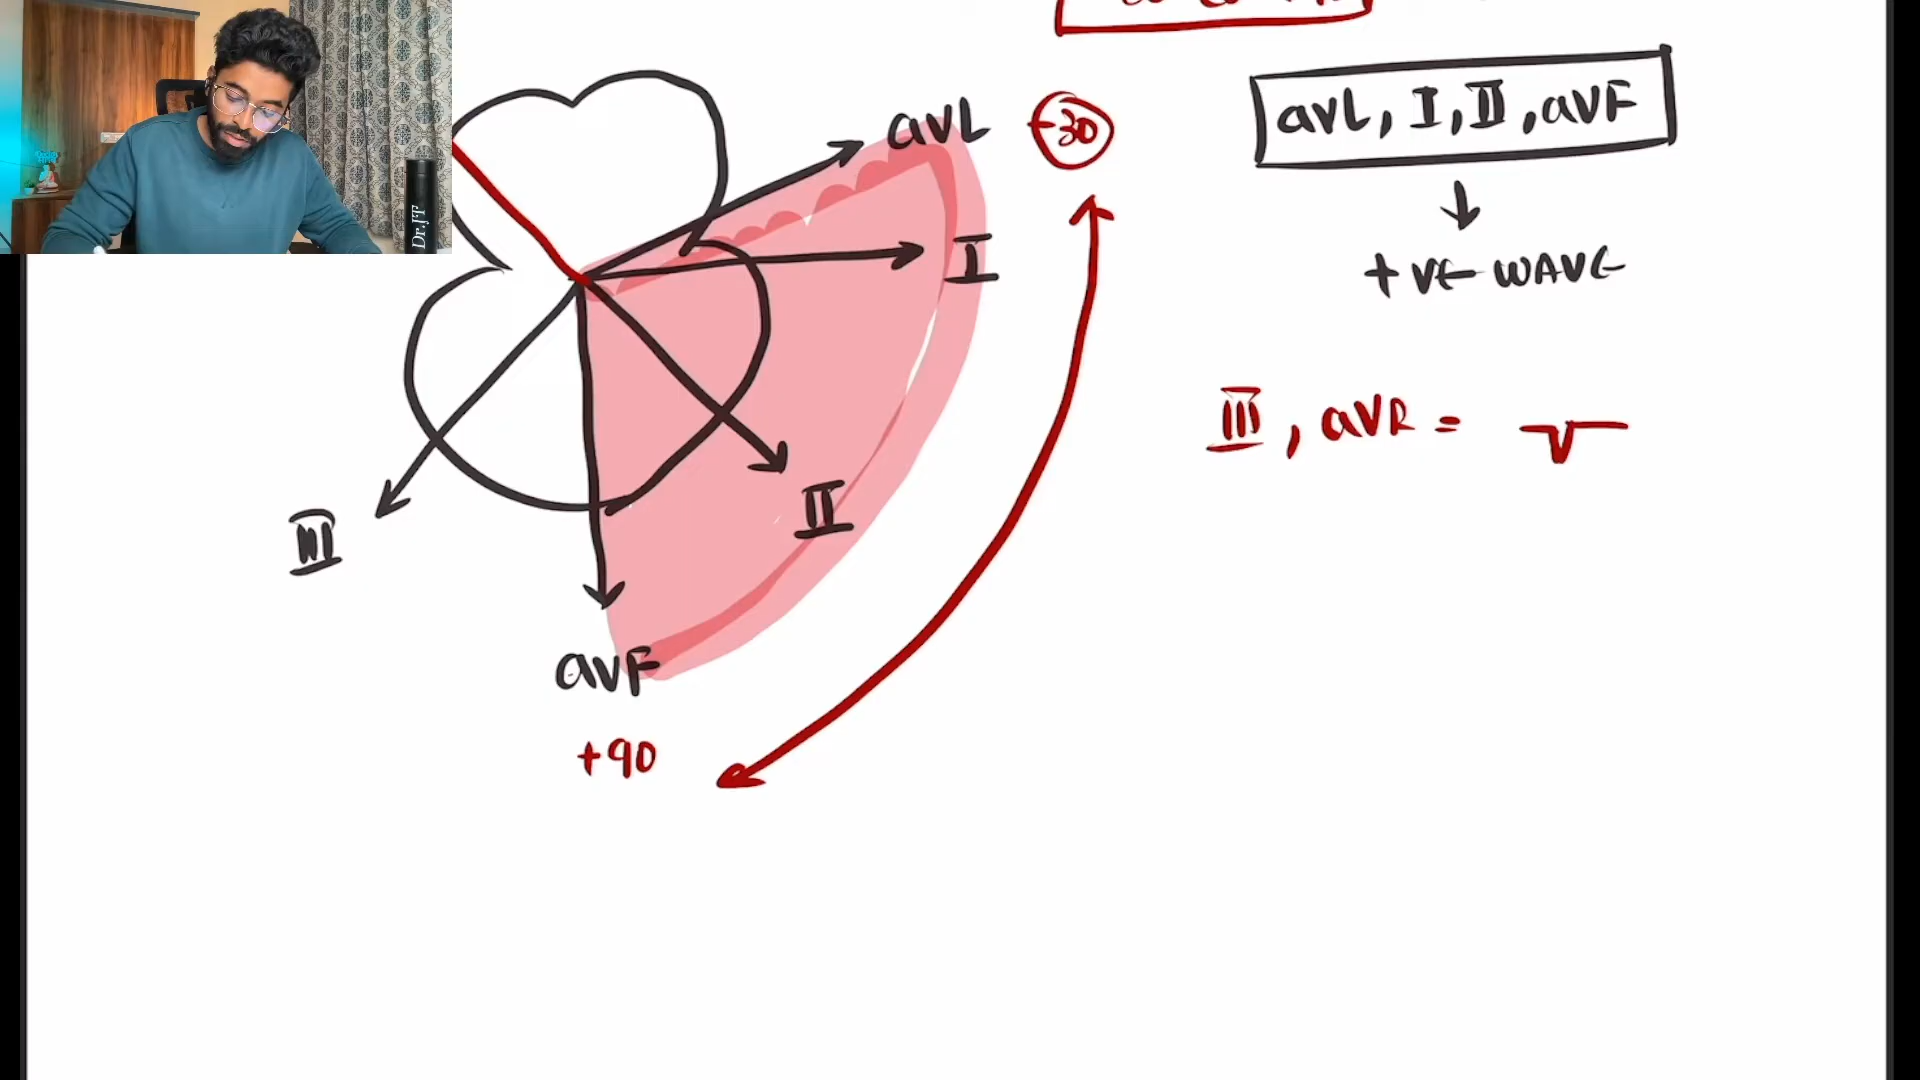 avL
-30
avL, I, II, avF
I
+ve wave
III, avR =
II
III
avF
+90
Dr.JT